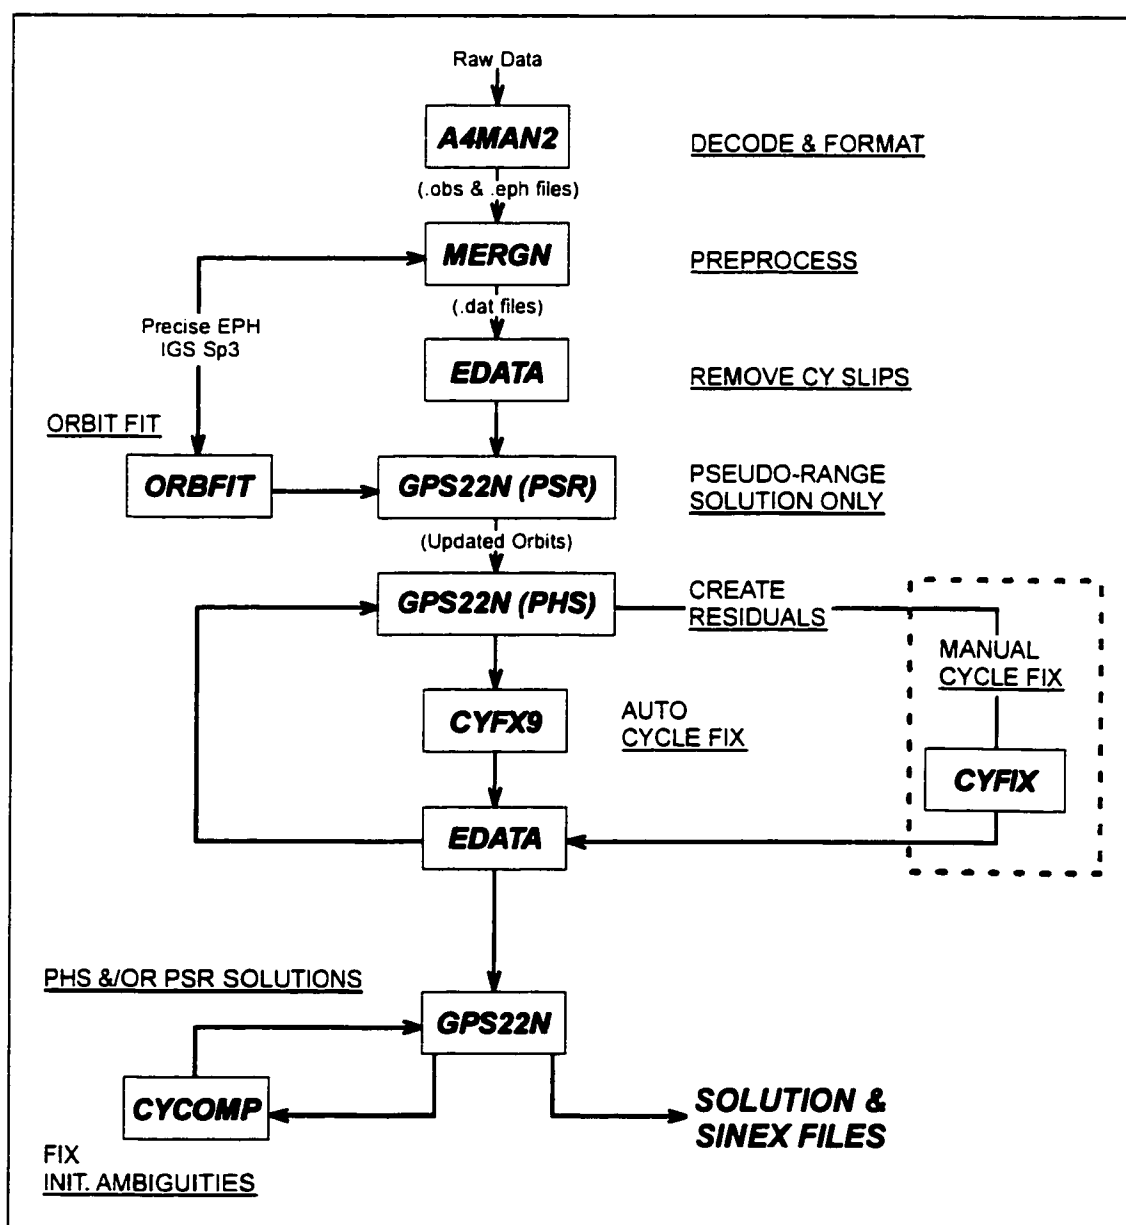 Raw Data
A4MAN2
DECODE & FORMAT
(.obs & .eph files)
MERGN
PREPROCESS
(.dat files)
Precise EPH
IGS Sp3
EDATA
REMOVE CY SLIPS
ORBIT FIT
ORBFIT
GPS22N (PSR)
PSEUDO-RANGE
SOLUTION ONLY
(Updated Orbits)
GPS22N (PHS)
CREATE
RESIDUALS
MANUAL
CYCLE FIX
CYFX9
AUTO
CYCLE FIX
CYFIX
EDATA
PHS &/OR PSR SOLUTIONS
GPS22N
CYCOMP
SOLUTION &
SINEX FILES
FIX
INIT. AMBIGUITIES